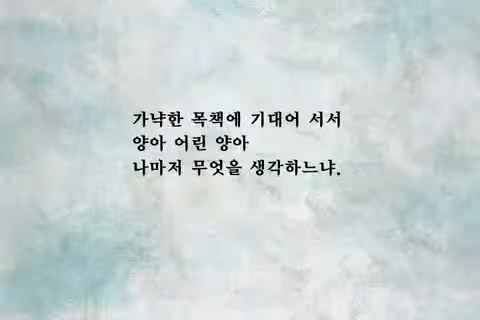 가냑한 목책에 기대어 서서
양아 어린 양아
나마저 무엇을 생각하느냐.